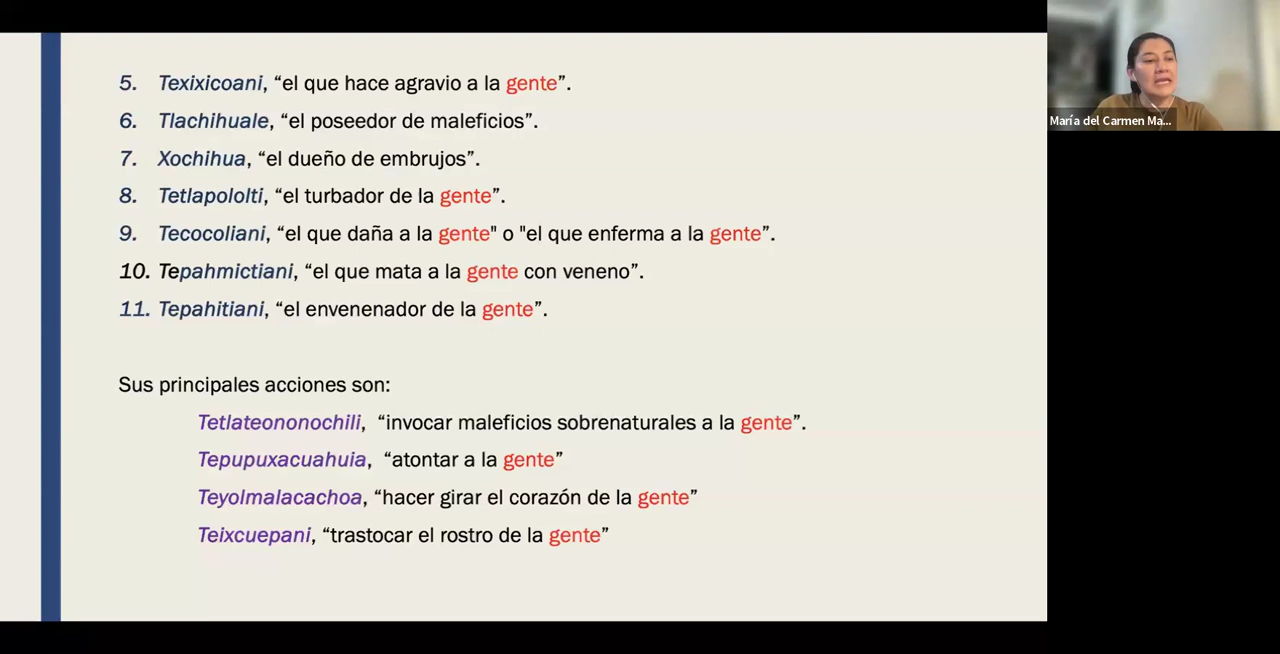 5. Texixicoani, “el que hace agravio a la gente”.
6. Tlachihuale, “el poseedor de maleficios”.
7. Xochihua, “el dueño de embrujos”.
8. Tetlapololti, “el turbador de la gente”.
9. Tecocoliani, “el que daña a la gente" o "el que enferma a la gente”.
10. Tepahmictiani, “el que mata a la gente con veneno”.
11. Tepahitiani, “el envenenador de la gente”.
Sus principales acciones son:
Tetlateononochili, “invocar maleficios sobrenaturales a la gente”.
Tepupuxacuahuia, “atontar a la gente”
Teyolmalacachoa, “hacer girar el corazón de la gente”
Teixcuepani, “trastocar el rostro de la gente”
María del Carmen Ma...